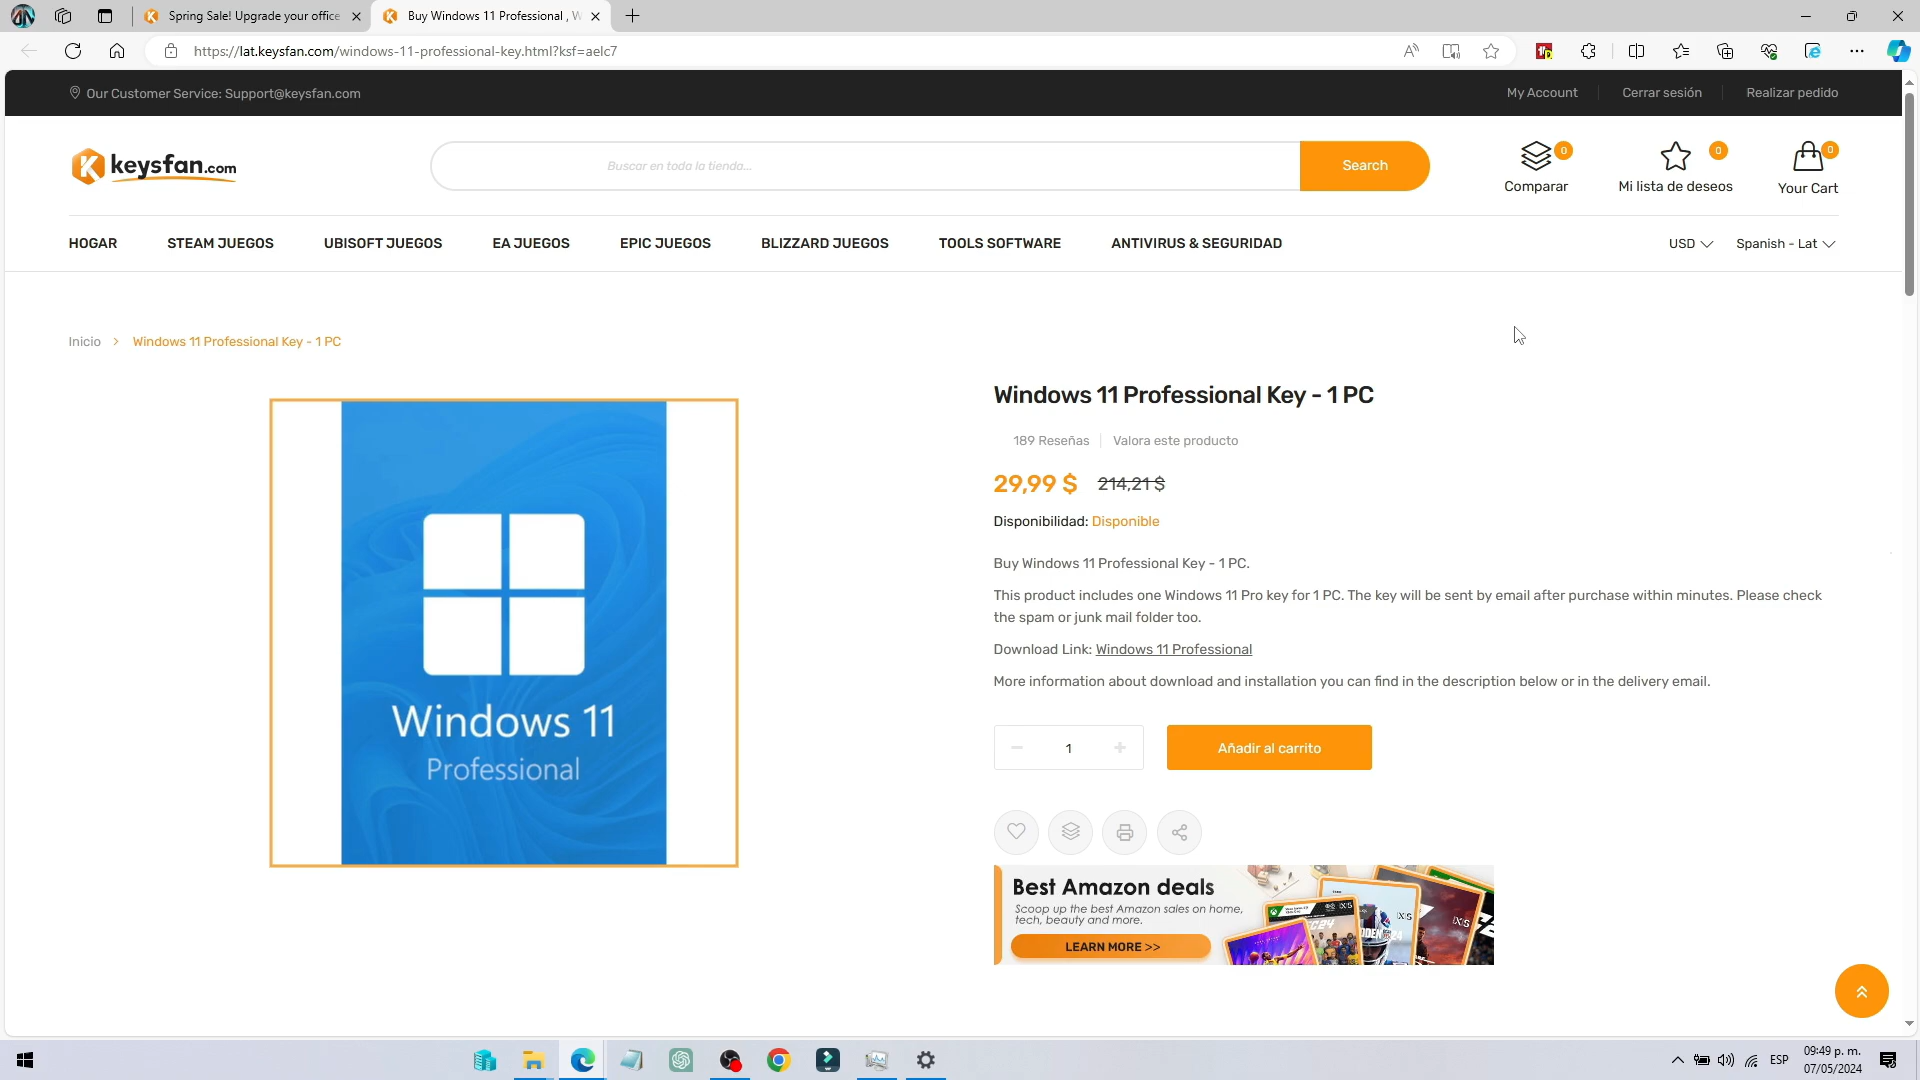 Spring Sale! Upgrade your office
Buy Windows 11 Professional , W
https://lat.keysfan.com/windows-11-professional-key.html?ksf=aelc7
Our Customer Service: Support@keysfan.com
My Account
Cerrar sesión
Realizar pedido
keysfan.com
Buscar en toda la tienda...
Search
0
Comparar
0
Mi lista de deseos
0
Your Cart
HOGAR
STEAM JUEGOS
UBISOFT JUEGOS
EA JUEGOS
EPIC JUEGOS
BLIZZARD JUEGOS
TOOLS SOFTWARE
ANTIVIRUS & SEGURIDAD
USD
Spanish - Lat
Inicio
Windows 11 Professional Key - 1 PC
Windows 11
Professional
Windows 11 Professional Key - 1 PC
189 Reseñas
Valora este producto
29,99 $
214,21 $
Disponibilidad: Disponible
Buy Windows 11 Professional Key - 1 PC.
This product includes one Windows 11 Pro key for 1 PC. The key will be sent by email after purchase within minutes. Please check
the spam or junk mail folder too.
Download Link: Windows 11 Professional
More information about download and installation you can find in the description below or in the delivery email.
1
Añadir al carrito
Best Amazon deals
Scoop up the best Amazon sales on home,
tech, beauty and more.
LEARN MORE >>
ESP
09:49 p. m.
07/05/2024